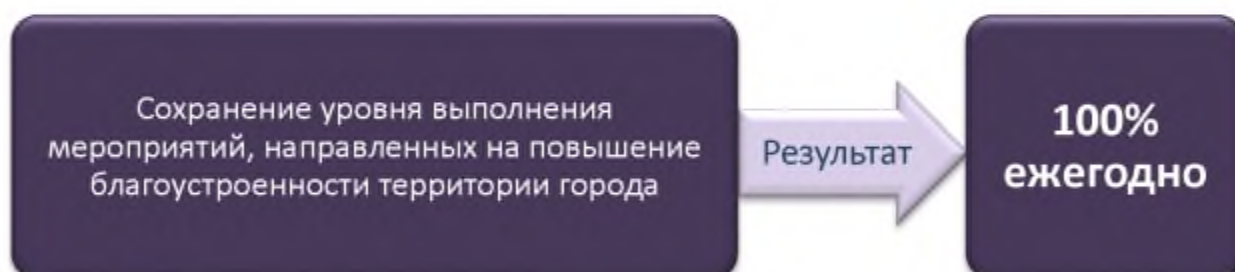 Сохранение уровня выполнения
мероприятий, направленных на повышение
благоустроенности территории города
Результат
100%
ежегодно